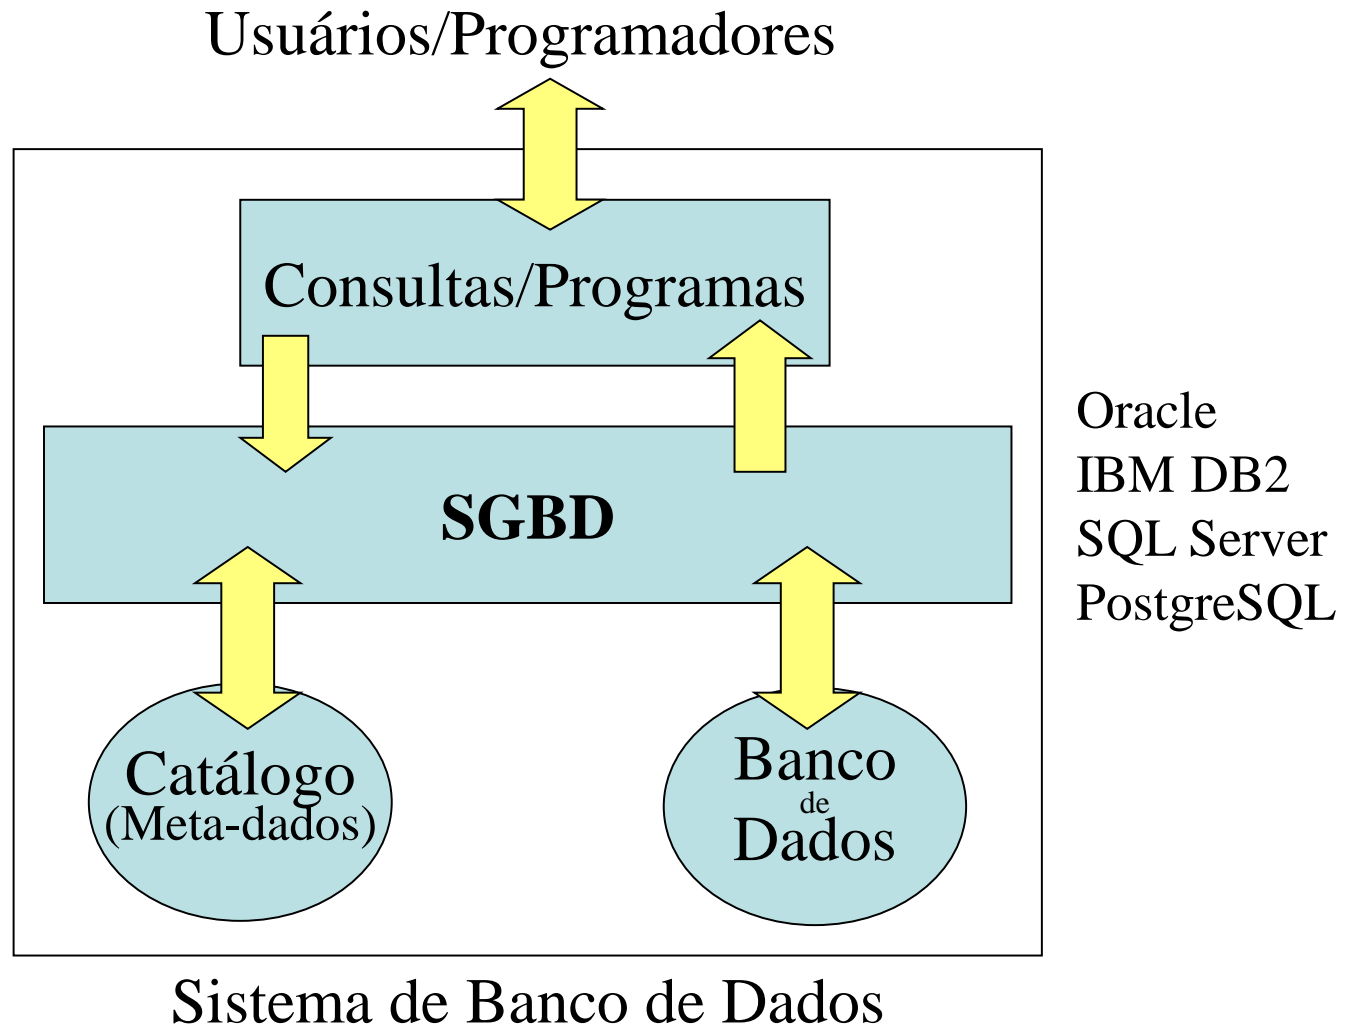 Usuários/Programadores
Consultas/Programas
SGBD
Oracle
IBM DB2
SQL Server
PostgreSQL
Catálogo
(Meta-dados)
Banco
de
Dados
Sistema de Banco de Dados